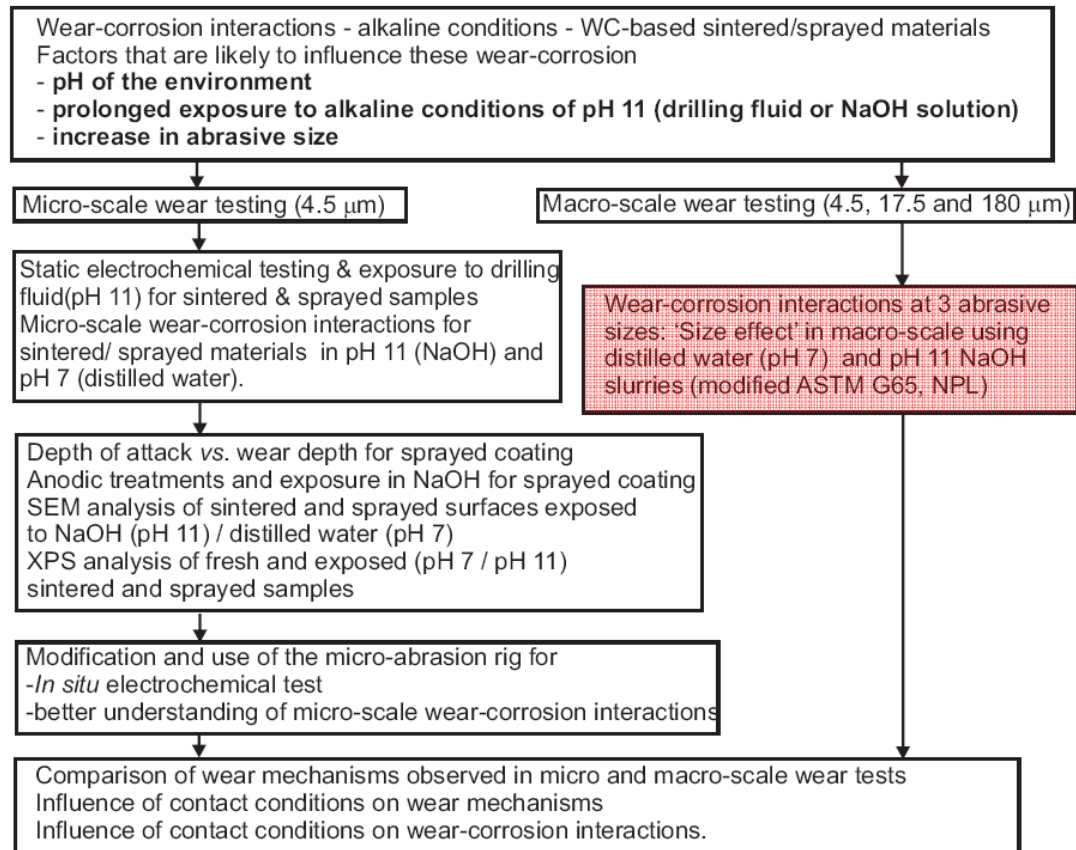 Wear-corrosion interactions - alkaline conditions - WC-based sintered/sprayed materials
Factors that are likely to influence these wear-corrosion
- pH of the environment
- prolonged exposure to alkaline conditions of pH 11 (drilling fluid or NaOH solution)
- increase in abrasive size
Micro-scale wear testing (4.5 μm)
Macro-scale wear testing (4.5, 17.5 and 180 μm)
Static electrochemical testing & exposure to drilling
fluid(pH 11) for sintered & sprayed samples
Micro-scale wear-corrosion interactions for
sintered/ sprayed materials in pH 11 (NaOH) and
pH 7 (distilled water).
Wear-corrosion interactions at 3 abrasive
sizes: ‘Size effect’ in macro-scale using
distilled water (pH 7) and pH 11 NaOH
slurries (modified ASTM G65, NPL)
Depth of attack vs. wear depth for sprayed coating
Anodic treatments and exposure in NaOH for sprayed coating
SEM analysis of sintered and sprayed surfaces exposed
to NaOH (pH 11) / distilled water (pH 7)
XPS analysis of fresh and exposed (pH 7 / pH 11)
sintered and sprayed samples
Modification and use of the micro-abrasion rig for
-In situ electrochemical test
-better understanding of micro-scale wear-corrosion interactions
Comparison of wear mechanisms observed in micro and macro-scale wear tests
Influence of contact conditions on wear mechanisms
Influence of contact conditions on wear-corrosion interactions.